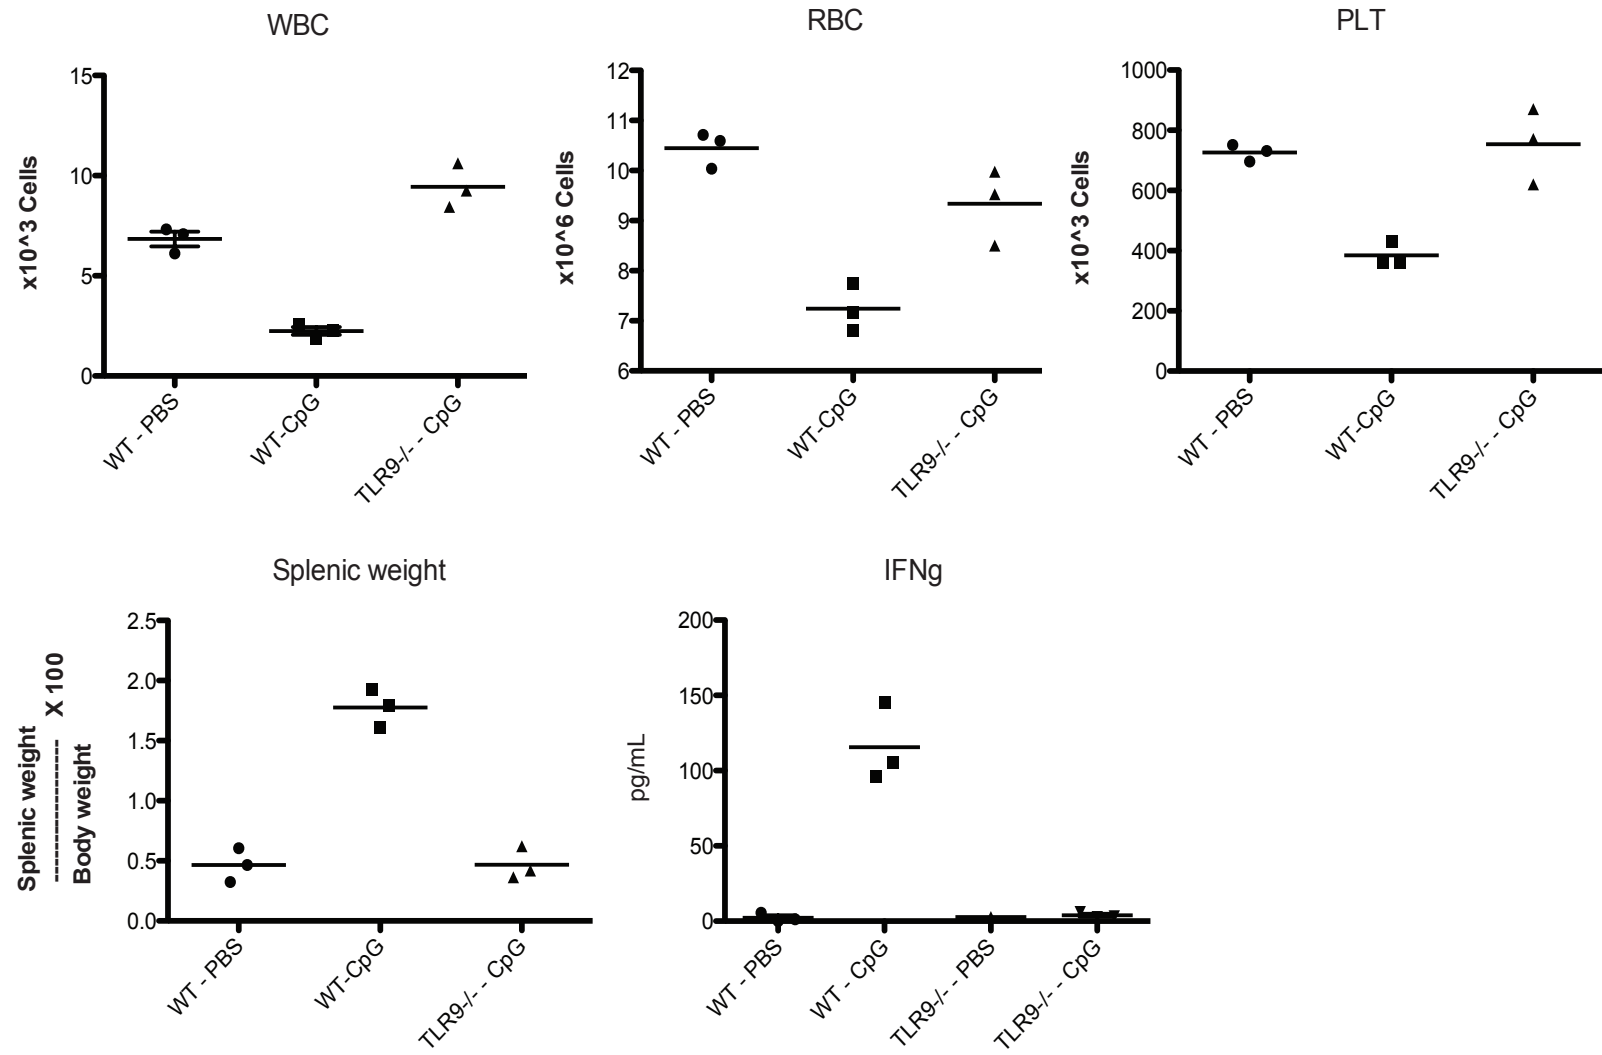 WBC
15
10
5
0
x10^3 Cells
WT - PBS
WT-CpG
TLR9-/- - CpG
RBC
12
11
10
9
8
7
6
x10^6 Cells
WT - PBS
WT-CpG
TLR9-/- - CpG
PLT
1000
800
600
400
200
0
x10^3 Cells
WT - PBS
WT-CpG
TLR9-/- - CpG
Splenic weight
2.5
2.0
1.5
1.0
0.5
0.0
Splenic weight
--------------------
Body weight
X 100
WT - PBS
WT-CpG
TLR9-/- - CpG
IFNg
200
150
100
50
0
pg/mL
WT - PBS
WT - CpG
TLR9-/- - PBS
TLR9-/- - CpG